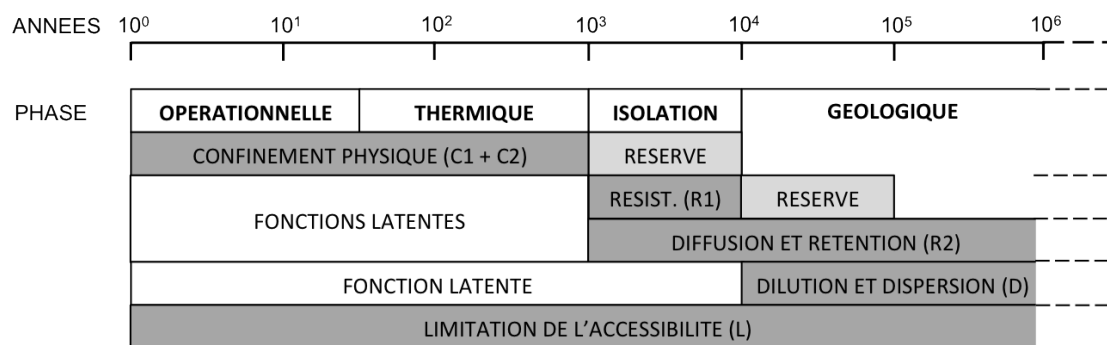 ANNEES 10⁰ 10¹ 10² 10³ 10⁴ 10⁵ 10⁶
PHASE OPERATIONNELLE THERMIQUE ISOLATION GEOLOGIQUE
CONFINEMENT PHYSIQUE (C1 + C2) RESERVE
RESIST. (R1) RESERVE
FONCTIONS LATENTES
DIFFUSION ET RETENTION (R2)
FONCTION LATENTE DILUTION ET DISPERSION (D)
LIMITATION DE L'ACCESSIBILITE (L)